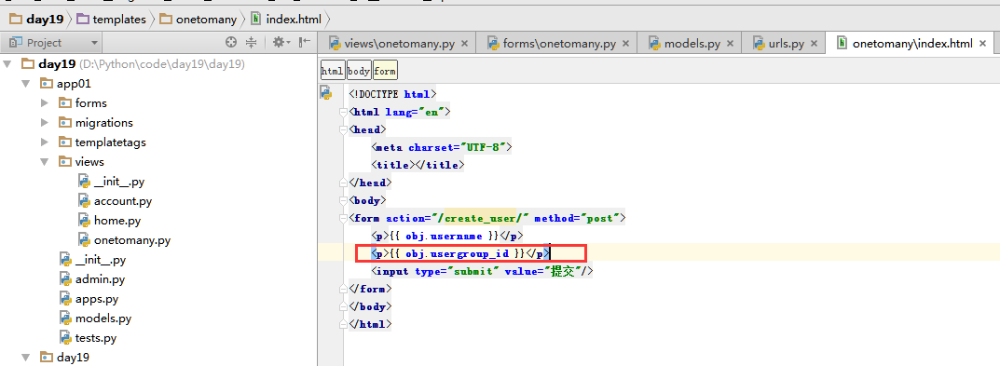 day19 templates onetomany index.html
Project
views\onetomany.py forms\onetomany.py models.py urls.py onetomany\index.html
day19 (D:\Python\code\day19\day19)
app01
forms
migrations
templatetags
views
__init__.py
account.py
home.py
onetomany.py
__init__.py
admin.py
apps.py
models.py
tests.py
day19
html body form
<!DOCTYPE html>
<html lang="en">
<head>
<meta charset="UTF-8">
<title></title>
</head>
<body>
<form action="/create_user/" method="post">
<p>{{ obj.username }}</p>
<p>{{ obj.usergroup_id }}</p>
<input type="submit" value="提交"/>
</form>
</body>
</html>